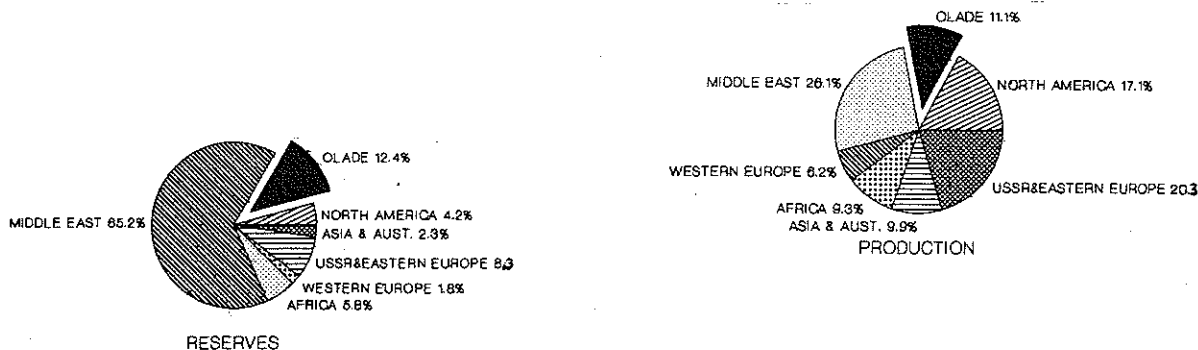 OLADE 12.4%
MIDDLE EAST 65.2%
NORTH AMERICA 4.2%
ASIA & AUST. 2.3%
USSR&EASTERN EUROPE 8.3
WESTERN EUROPE 1.8%
AFRICA 5.8%
RESERVES
OLADE 11.1%
MIDDLE EAST 26.1%
NORTH AMERICA 17.1%
WESTERN EUROPE 6.2%
USSR&EASTERN EUROPE 20.3
AFRICA 9.3%
ASIA & AUST. 9.9%
PRODUCTION